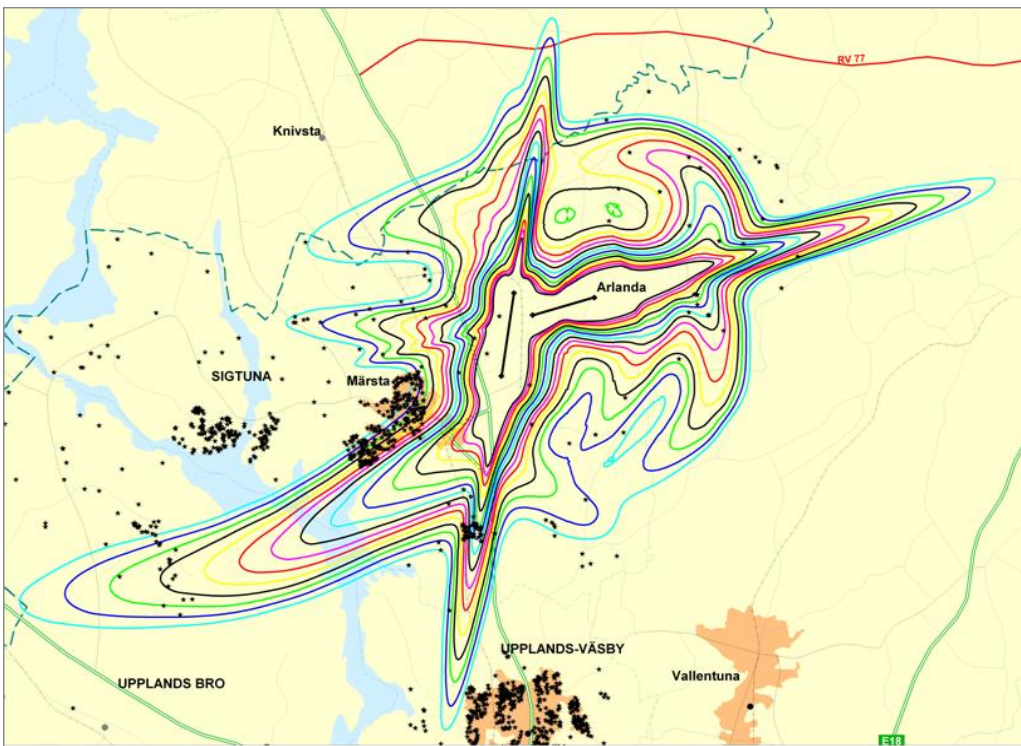 RV 77
Knivsta
Arlanda
SIGTUNA
Märsta
UPPLANDS-VÄSBY
Vallentuna
UPPLANDS BRO
E18